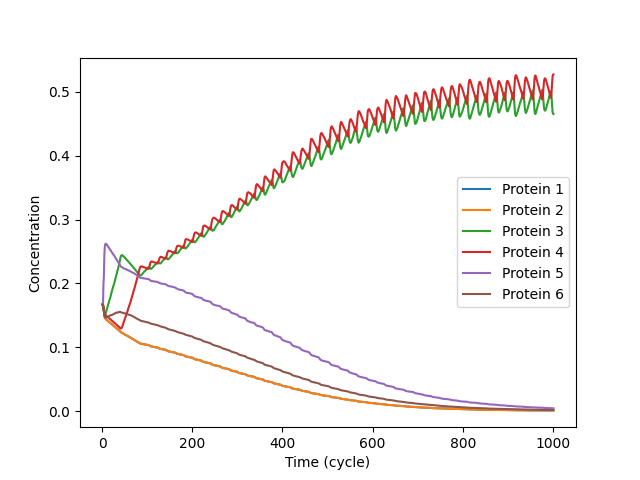 0.5
0.4
0.3
0.2
0.1
0.0
Concentration
Protein 1
Protein 2
Protein 3
Protein 4
Protein 5
Protein 6
0 200 400 600 800 1000
Time (cycle)